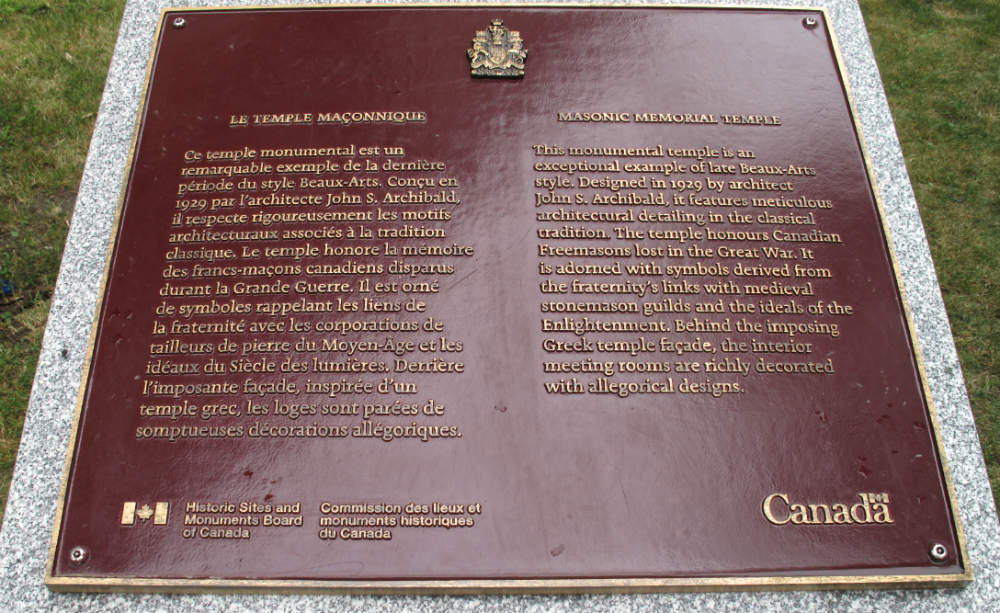 LE TEMPLE MAÇONNIQUE
Ce temple monumental est un
remarquable exemple de la dernière
période du style Beaux-Arts. Conçu en
1929 par l'architecte John S. Archibald,
il respecte rigoureusement les motifs
architecturaux associés à la tradition
classique. Le temple honore la mémoire
des francs-maçons canadiens disparus
durant la Grande Guerre. Il est orné
de symboles rappelant les liens de
la fraternité avec les corporations de
tailleurs de pierre du Moyen-Âge et les
idéaux du Siècle des lumières. Derrière
l'imposante façade, inspirée d'un
temple grec, les loges sont parées de
somptueuses décorations allégoriques.
MASONIC MEMORIAL TEMPLE
This monumental temple is an
exceptional example of late Beaux-Arts
style. Designed in 1929 by architect
John S. Archibald, it features meticulous
architectural detailing in the classical
tradition. The temple honours Canadian
Freemasons lost in the Great War. It
is adorned with symbols derived from
the fraternity's links with medieval
stonemason guilds and the ideals of the
Enlightenment. Behind the imposing
Greek temple façade, the interior
meeting rooms are richly decorated
with allegorical designs.
Historic Sites and
Monuments Board
of Canada
Commission des lieux et
monuments historiques
du Canada
Canada